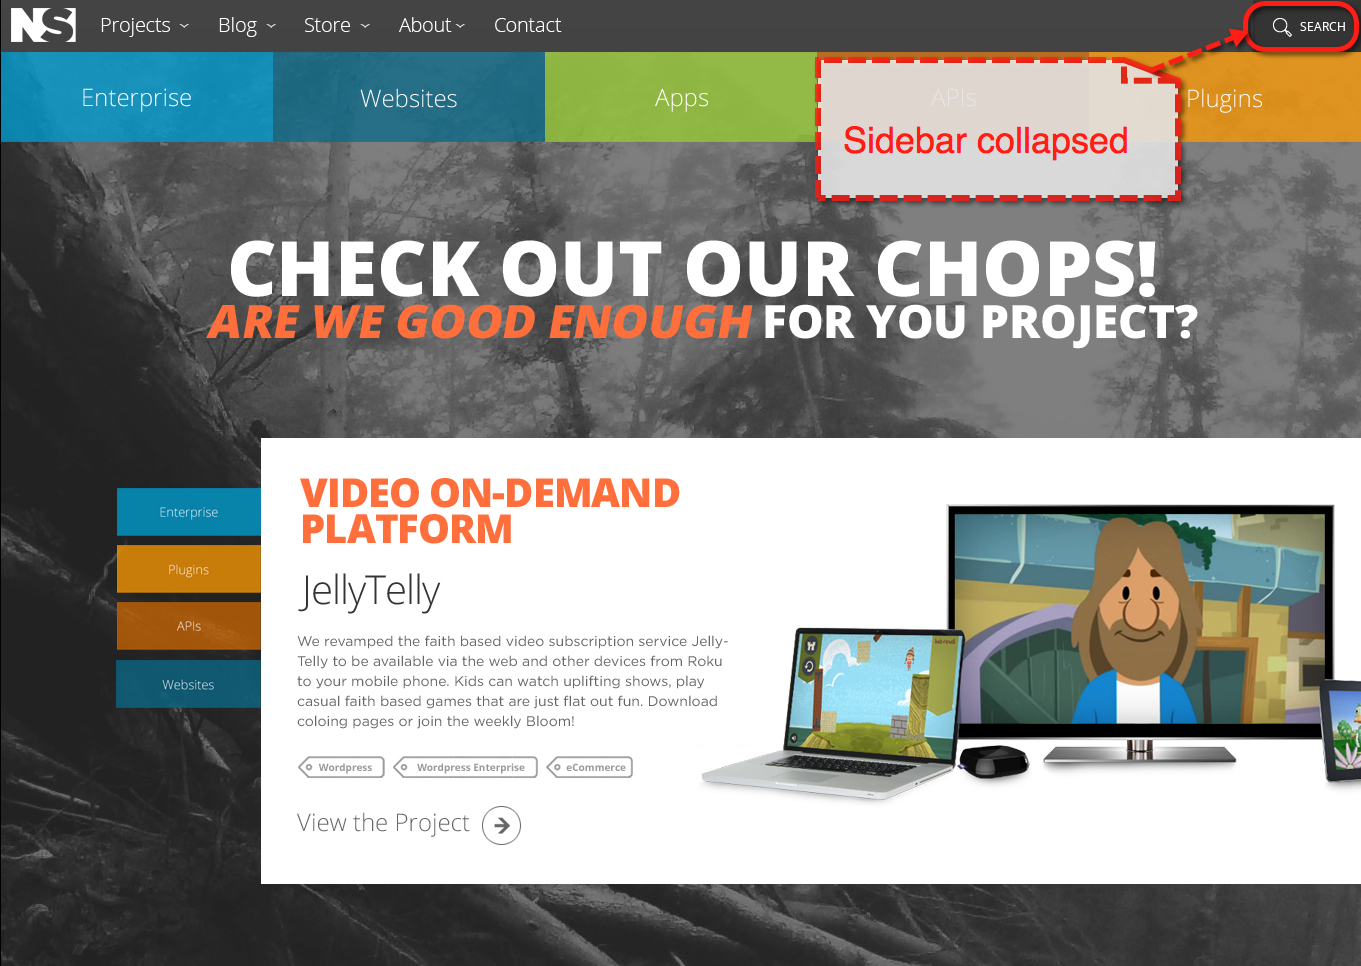 NS Projects Blog Store About Contact SEARCH
Enterprise Websites Apps APIs Plugins
Sidebar collapsed
CHECK OUT OUR CHOPS!
ARE WE GOOD ENOUGH FOR YOU PROJECT?
Enterprise
Plugins
APIs
Websites
VIDEO ON-DEMAND
PLATFORM
JellyTelly
We revamped the faith based video subscription service Jelly-
Telly to be available via the web and other devices from Roku
to your mobile phone. Kids can watch uplifting shows, play
casual faith based games that are just flat out fun. Download
coloing pages or join the weekly Bloom!
Wordpress Wordpress Enterprise eCommerce
View the Project